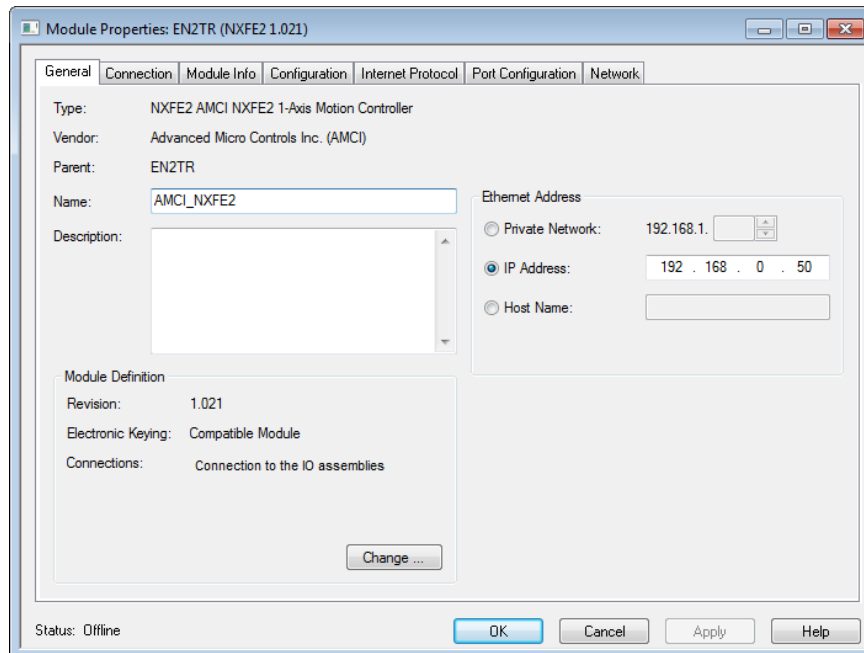 Module Properties: EN2TR (NXFE2 1.021)
General Connection Module Info Configuration Internet Protocol Port Configuration Network
Type: NXFE2 AMCI NXFE2 1-Axis Motion Controller
Vendor: Advanced Micro Controls Inc. (AMCI)
Parent: EN2TR
Name: AMCI_NXFE2
Description:
Ethernet Address
Private Network: 192.168.1.
IP Address: 192 . 168 . 0 . 50
Host Name:
Module Definition
Revision: 1.021
Electronic Keying: Compatible Module
Connections: Connection to the IO assemblies
Change ...
Status: Offline
OK Cancel Apply Help